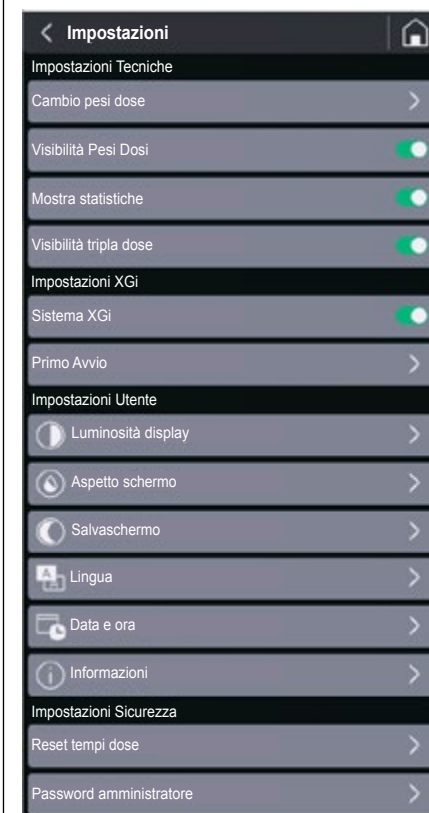 Impostazioni
Impostazioni Tecniche
Cambio pesi dose
Visibilità Pesi Dosi
Mostra statistiche
Visibilità tripla dose
Impostazioni XGi
Sistema XGi
Primo Avvio
Impostazioni Utente
Luminosità display
Aspetto schermo
Salvaschermo
Lingua
Data e ora
Informazioni
Impostazioni Sicurezza
Reset tempi dose
Password amministratore